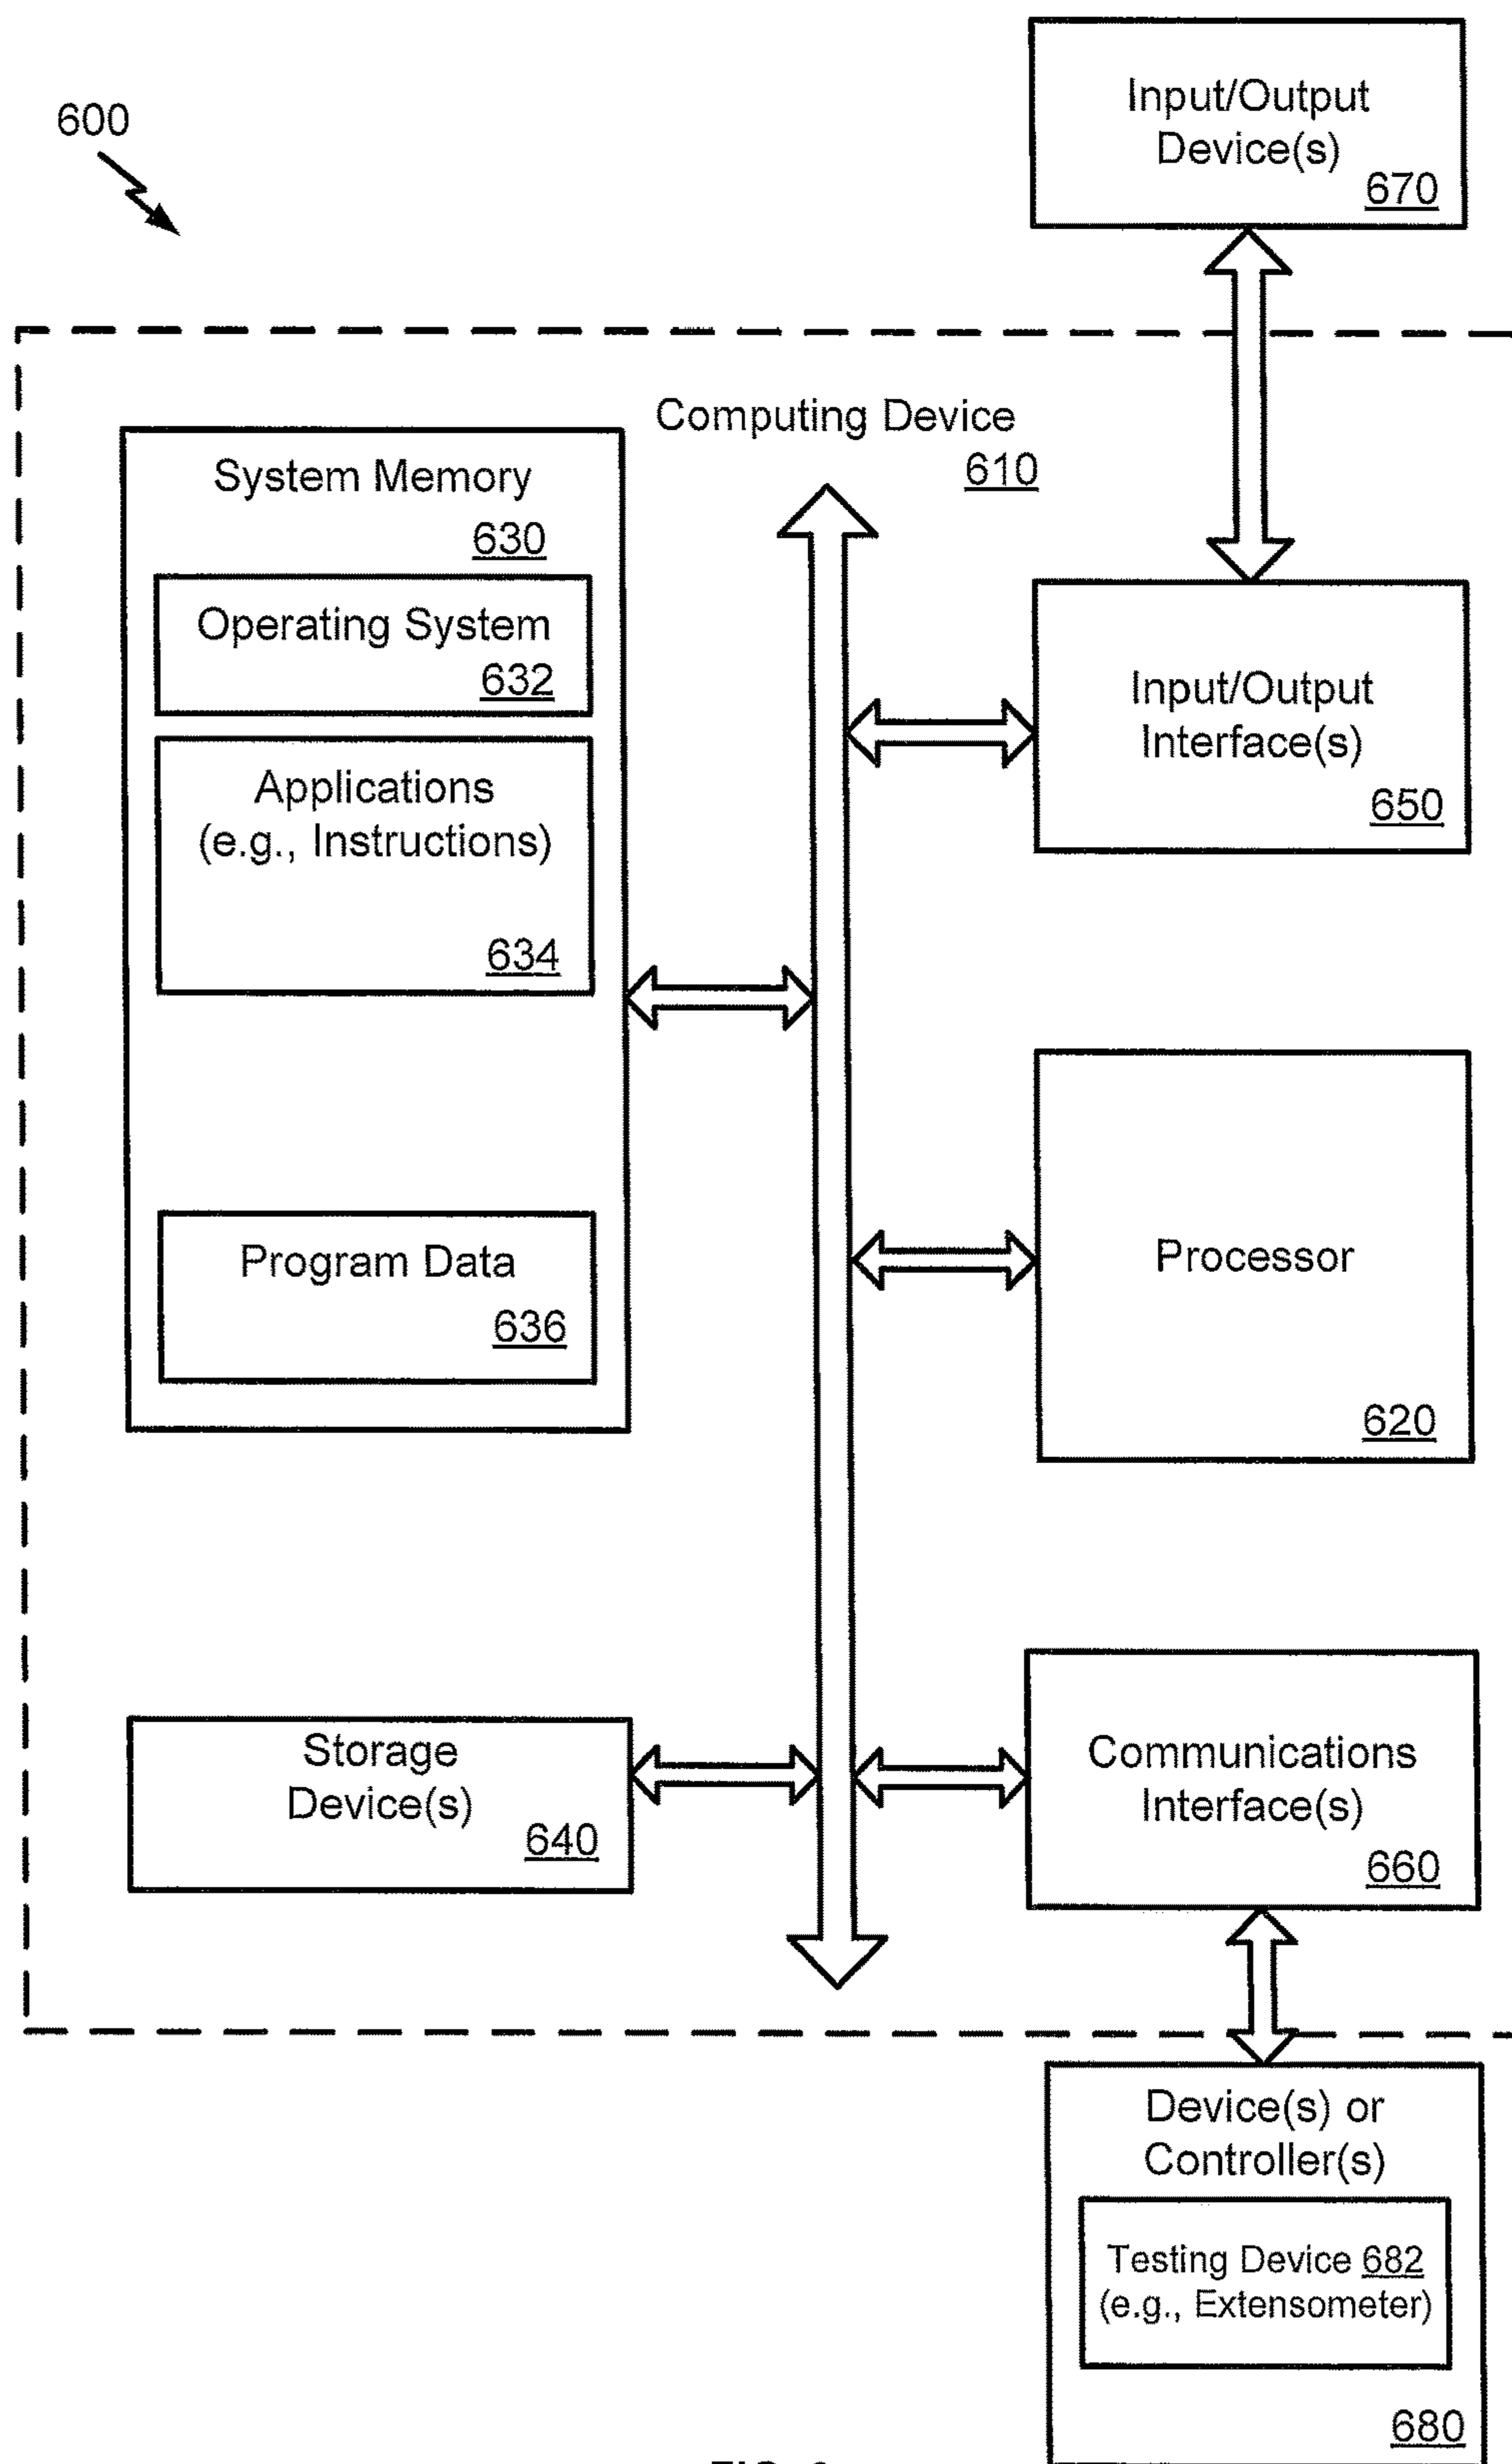 600
Input/Output
Device(s)
670
Computing Device
610
System Memory
630
Operating System
632
Applications
(e.g., Instructions)
634
Program Data
636
Input/Output
Interface(s)
650
Processor
620
Storage
Device(s)
640
Communications
Interface(s)
660
Device(s) or
Controller(s)
Testing Device 682
(e.g., Extensometer)
680